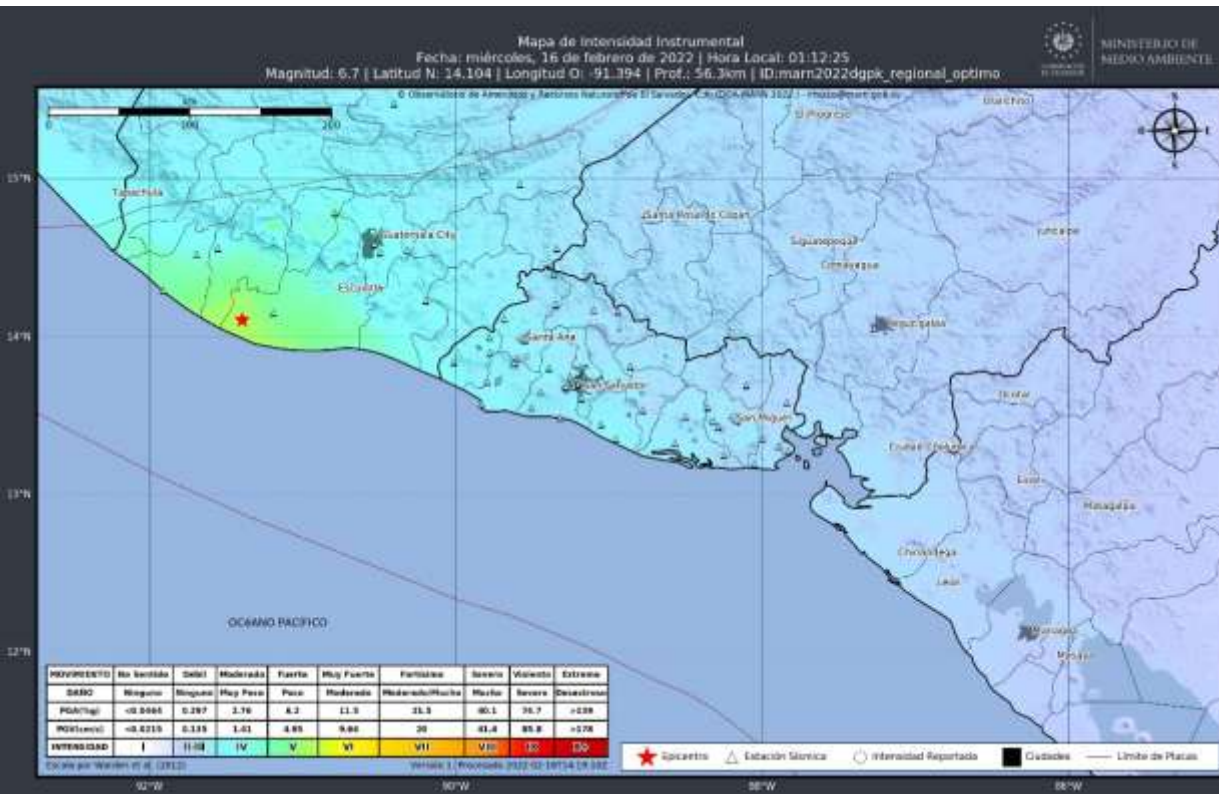 Mapa de Intensidad Instrumental
Fecha: miércoles, 16 de febrero de 2022 | Hora Local: 01:12:25
Magnitud: 6.7 | Latitud N: 14.104 | Longitud O: -91.394 | Prof.: 56.3km | ID:marn2022dgpk_regional_optimo
MINISTERIO DE
MEDIO AMBIENTE
0 100 200
El Progreso
15°N
Tapachula
Santa Rosa de Copán
Guatemala City
Siguatepeque
Juticalpa
Comayagua
Escuintla
14°N
Tegucigalpa
Santa Ana
San Salvador
Ocotal
San Miguel
Ciudad Choluteca
13°N
Estelí
Matagalpa
Chinandega
León
OCÉANO PACÍFICO
Managua
12°N
Masaya
MOVIMIENTO No Sentido Débil Moderado Fuerte Muy Fuerte Fortísimo Severo Violento Extremo
DAÑO Ninguno Ninguno Muy Poco Poco Moderado Moderado/Mucho Mucho Severo Desastroso
PGA(%g) <0.0464 0.297 2.76 6.2 11.5 21.5 40.1 74.7 >139
PGV(cm/s) <0.0215 0.135 1.41 4.65 9.64 20 41.4 85.8 >178
INTENSIDAD I II-III IV V VI VII VIII IX X+
Escala por Worden et al. (2012)
Epicentro Estación Sísmica Intensidad Reportada Ciudades Límite de Placas
92°W 90°W 88°W 86°W